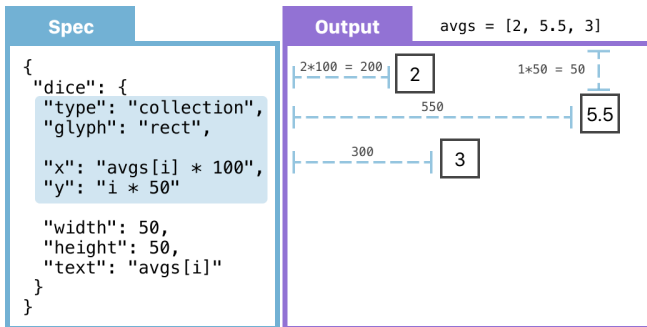 Spec
{
"dice": {
"type": "collection",
"glyph": "rect",
"x": "avgs[i] * 100",
"y": "i * 50"
"width": 50,
"height": 50,
"text": "avgs[i]"
}
}
Output
avgs = [2, 5.5, 3]
2*100 = 200
2
1*50 = 50
550
5.5
300
3